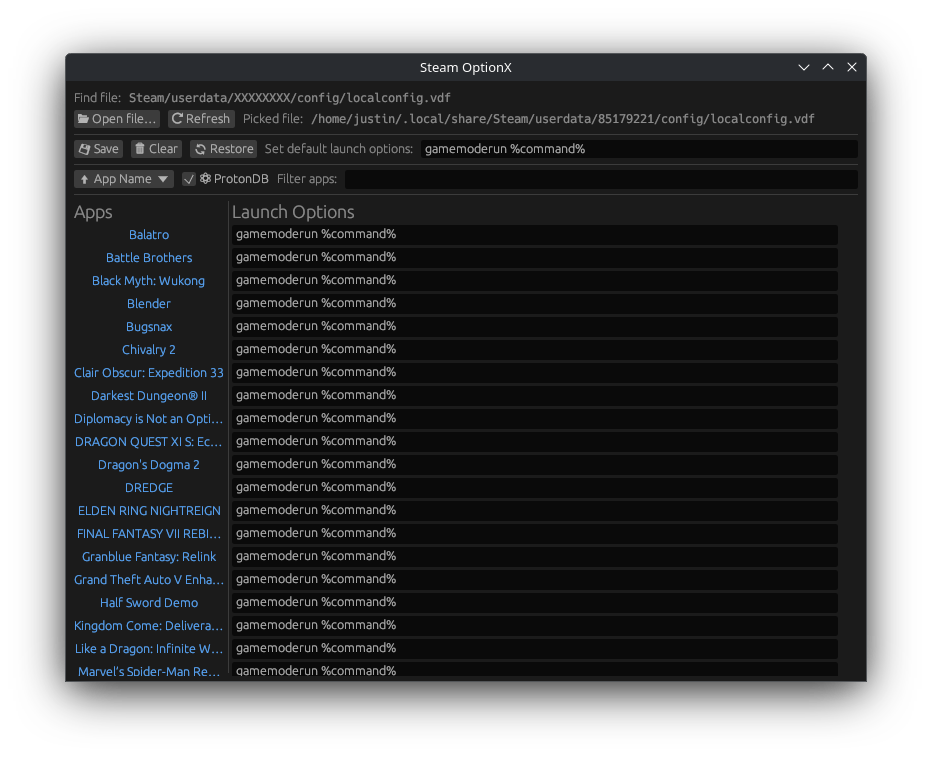 Steam OptionX
Find file: Steam/userdata/XXXXXXXX/config/localconfig.vdf
Open file... Refresh Picked file: /home/justin/.local/share/Steam/userdata/85179221/config/localconfig.vdf
Save Clear Restore Set default launch options: gamemoderun %command%
App Name ProtonDB Filter apps:
Apps Launch Options
Balatro gamemoderun %command%
Battle Brothers gamemoderun %command%
Black Myth: Wukong gamemoderun %command%
Blender gamemoderun %command%
Bugsnax gamemoderun %command%
Chivalry 2 gamemoderun %command%
Clair Obscur: Expedition 33 gamemoderun %command%
Darkest Dungeon® II gamemoderun %command%
Diplomacy is Not an Opti... gamemoderun %command%
DRAGON QUEST XI S: Ec... gamemoderun %command%
Dragon's Dogma 2 gamemoderun %command%
DREDGE gamemoderun %command%
ELDEN RING NIGHTREIGN gamemoderun %command%
FINAL FANTASY VII REBI... gamemoderun %command%
Granblue Fantasy: Relink gamemoderun %command%
Grand Theft Auto V Enha... gamemoderun %command%
Half Sword Demo gamemoderun %command%
Kingdom Come: Delivera... gamemoderun %command%
Like a Dragon: Infinite W... gamemoderun %command%
Marvel's Spider-Man Re... gamemoderun %command%